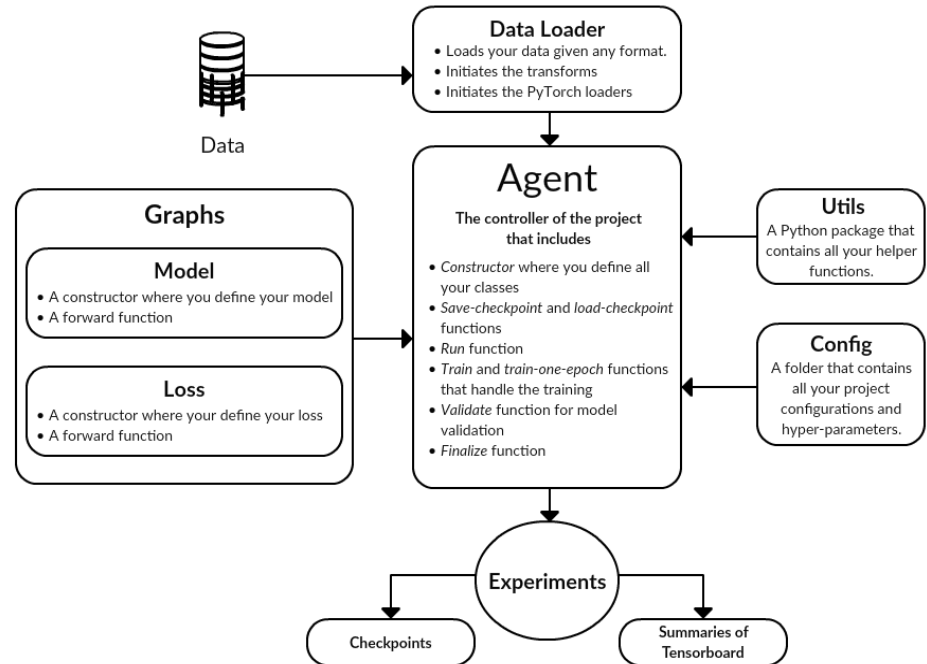 Data Loader
• Loads your data given any format.
• Initiates the transforms
• Initiates the PyTorch loaders
Data
Agent
The controller of the project
that includes
• Constructor where you define all
your classes
• Save-checkpoint and load-checkpoint
functions
• Run function
• Train and train-one-epoch functions
that handle the training
• Validate function for model
validation
• Finalize function
Graphs
Model
• A constructor where you define your model
• A forward function
Loss
• A constructor where your define your loss
• A forward function
Utils
A Python package that
contains all your helper
functions.
Config
A folder that contains
all your project
configurations and
hyper-parameters.
Experiments
Checkpoints
Summaries of
Tensorboard